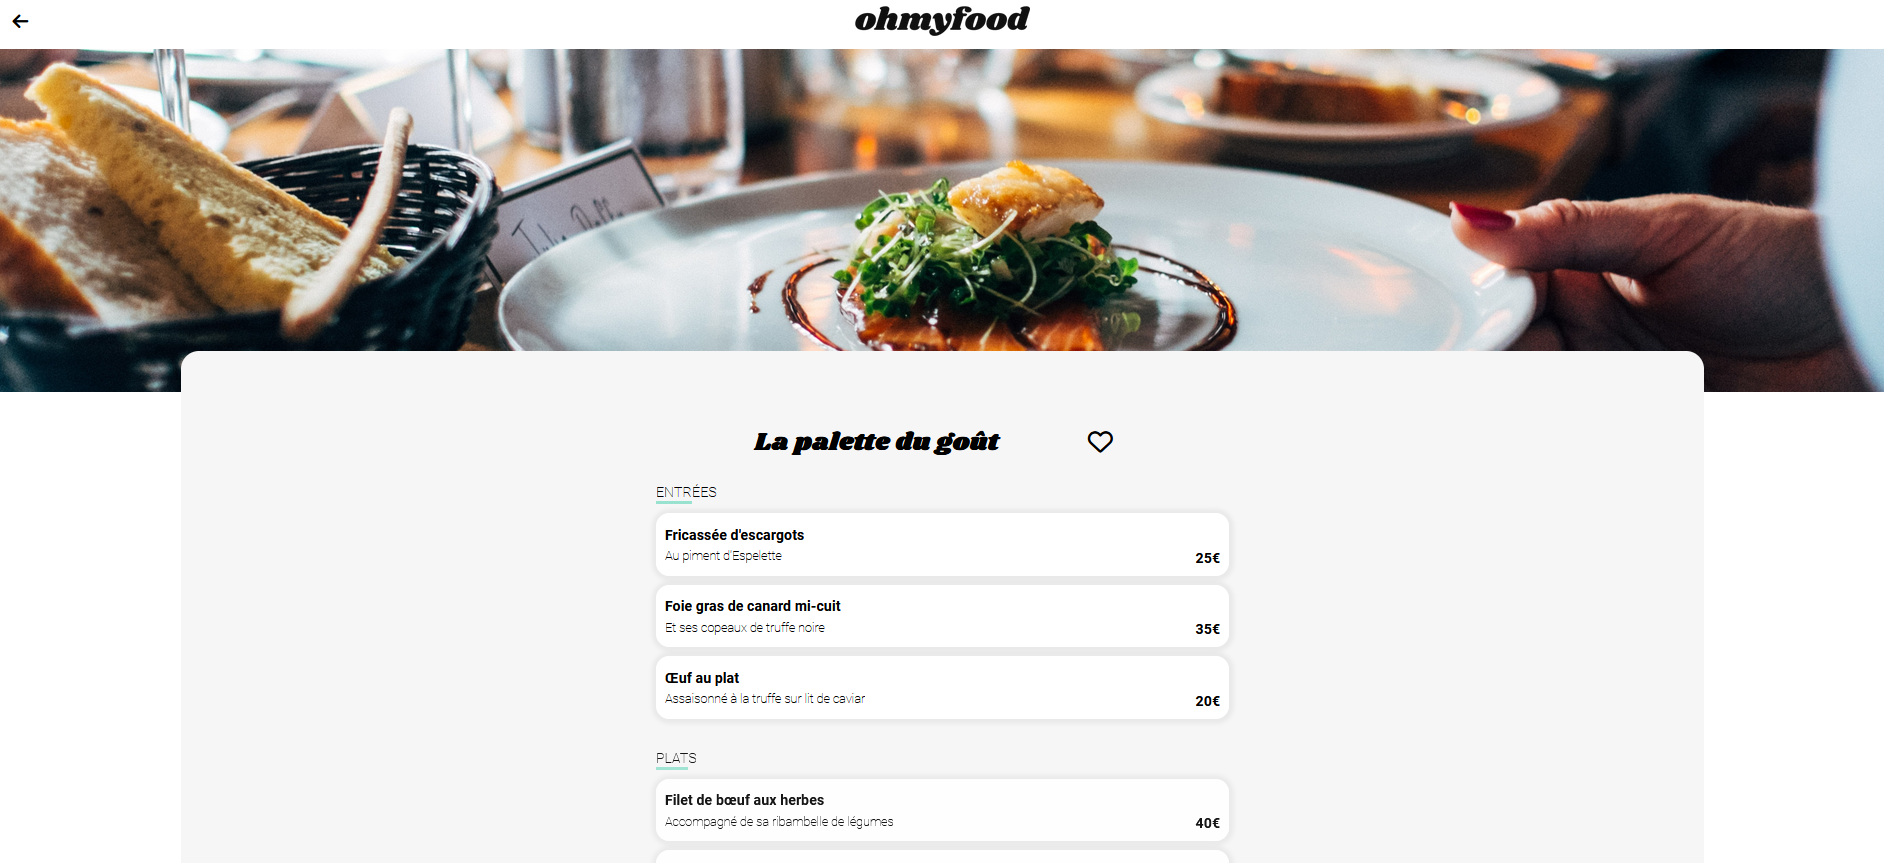 ohmyfood
La palette du goût
ENTRÉES
Fricassée d'escargots
Au piment d'Espelette
25€
Foie gras de canard mi-cuit
Et ses copeaux de truffe noire
35€
Œuf au plat
Assaisonné à la truffe sur lit de caviar
20€
PLATS
Filet de bœuf aux herbes
Accompagné de sa ribambelle de légumes
40€